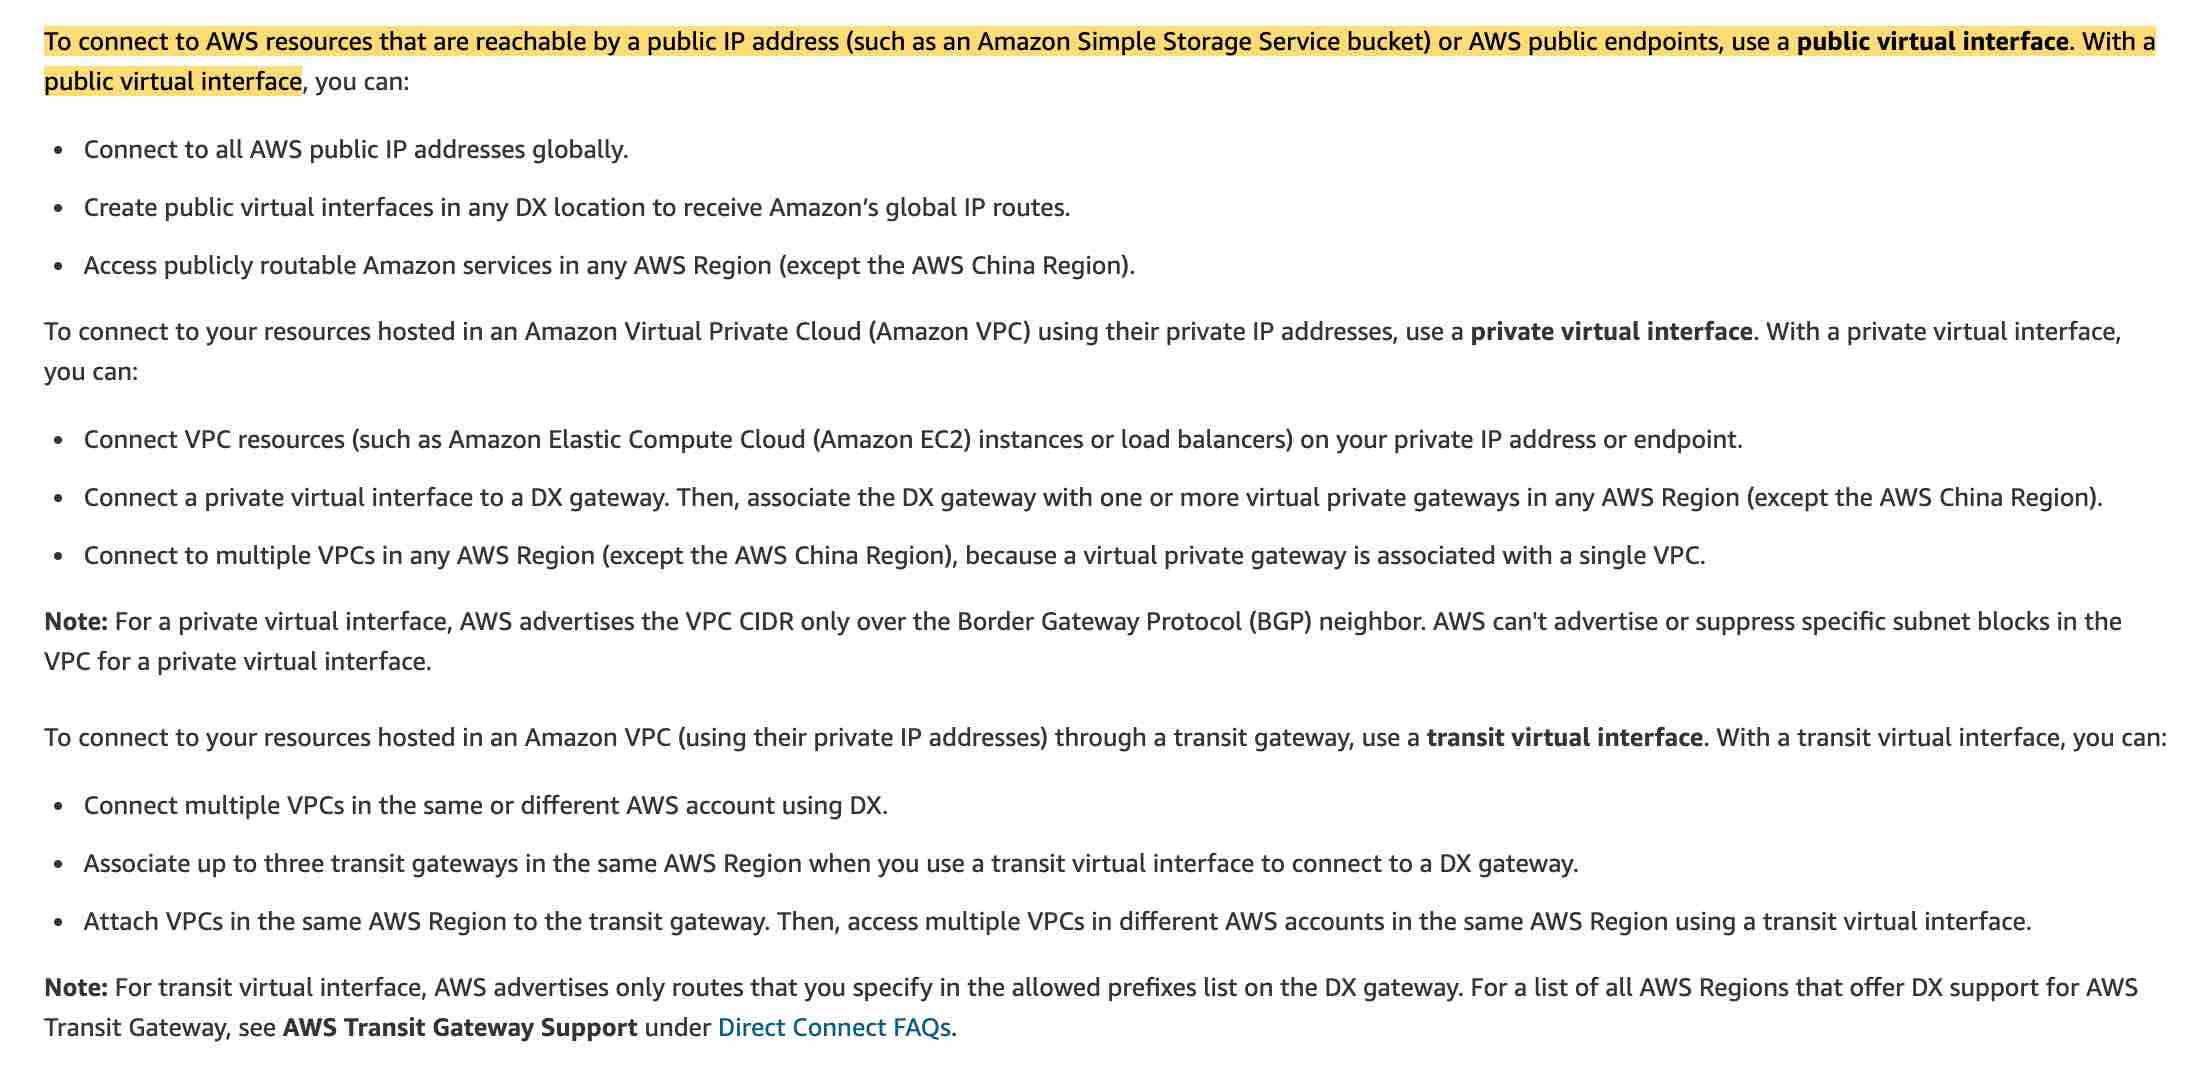 To connect to AWS resources that are reachable by a public IP address (such as an Amazon Simple Storage Service bucket) or AWS public endpoints, use a public virtual interface. With a
public virtual interface, you can:
• Connect to all AWS public IP addresses globally.
• Create public virtual interfaces in any DX location to receive Amazon’s global IP routes.
• Access publicly routable Amazon services in any AWS Region (except the AWS China Region).
To connect to your resources hosted in an Amazon Virtual Private Cloud (Amazon VPC) using their private IP addresses, use a private virtual interface. With a private virtual interface,
you can:
• Connect VPC resources (such as Amazon Elastic Compute Cloud (Amazon EC2) instances or load balancers) on your private IP address or endpoint.
• Connect a private virtual interface to a DX gateway. Then, associate the DX gateway with one or more virtual private gateways in any AWS Region (except the AWS China Region).
• Connect to multiple VPCs in any AWS Region (except the AWS China Region), because a virtual private gateway is associated with a single VPC.
Note: For a private virtual interface, AWS advertises the VPC CIDR only over the Border Gateway Protocol (BGP) neighbor. AWS can't advertise or suppress specific subnet blocks in the
VPC for a private virtual interface.
To connect to your resources hosted in an Amazon VPC (using their private IP addresses) through a transit gateway, use a transit virtual interface. With a transit virtual interface, you can:
• Connect multiple VPCs in the same or different AWS account using DX.
• Associate up to three transit gateways in the same AWS Region when you use a transit virtual interface to connect to a DX gateway.
• Attach VPCs in the same AWS Region to the transit gateway. Then, access multiple VPCs in different AWS accounts in the same AWS Region using a transit virtual interface.
Note: For transit virtual interface, AWS advertises only routes that you specify in the allowed prefixes list on the DX gateway. For a list of all AWS Regions that offer DX support for AWS
Transit Gateway, see AWS Transit Gateway Support under Direct Connect FAQs.